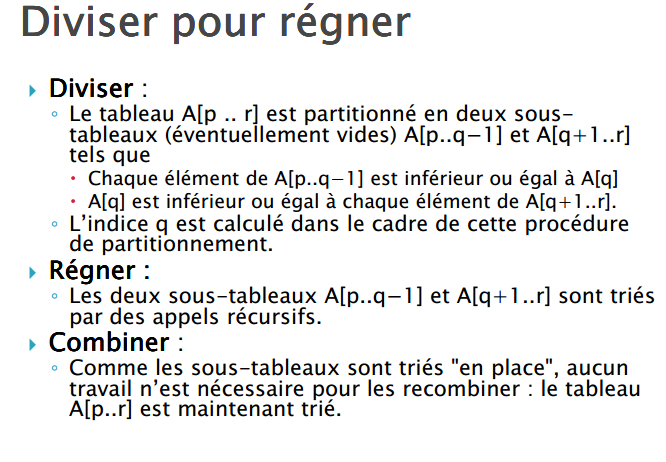 Diviser pour régner
Diviser :
Le tableau A[p .. r] est partitionné en deux sous-
tableaux (éventuellement vides) A[p..q−1] et A[q+1..r]
tels que
Chaque élément de A[p..q−1] est inférieur ou égal à A[q]
A[q] est inférieur ou égal à chaque élément de A[q+1..r].
L’indice q est calculé dans le cadre de cette procédure
de partitionnement.
Régner :
Les deux sous-tableaux A[p..q−1] et A[q+1..r] sont triés
par des appels récursifs.
Combiner :
Comme les sous-tableaux sont triés "en place", aucun
travail n’est nécessaire pour les recombiner : le tableau
A[p..r] est maintenant trié.